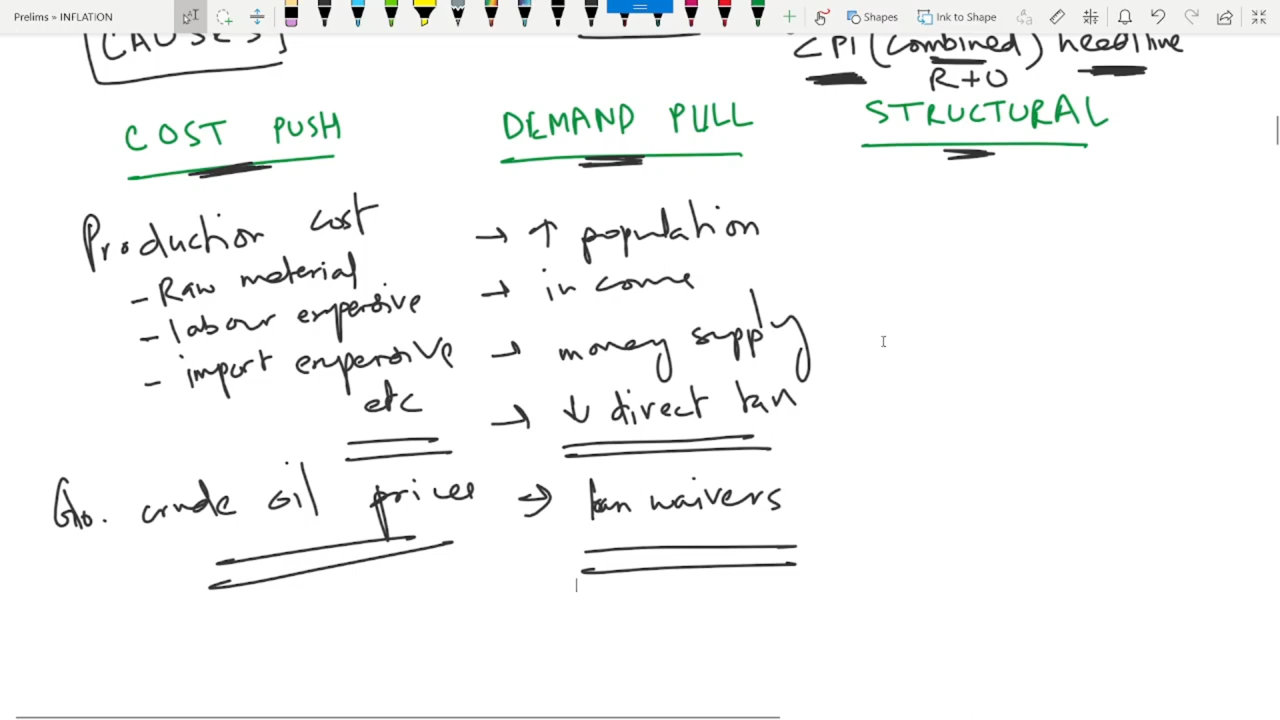 Prelims » INFLATION
Shapes
Ink to Shape
CAUSES
CPI (Combined) headline
R+U
COST PUSH
DEMAND PULL
STRUCTURAL
Production cost
- Raw material
- labour expensive
- import expensive
etc
Glo. crude oil prices
→ ↑ population
→ income
→ money supply
→ ↓ direct tax
→ loan waivers